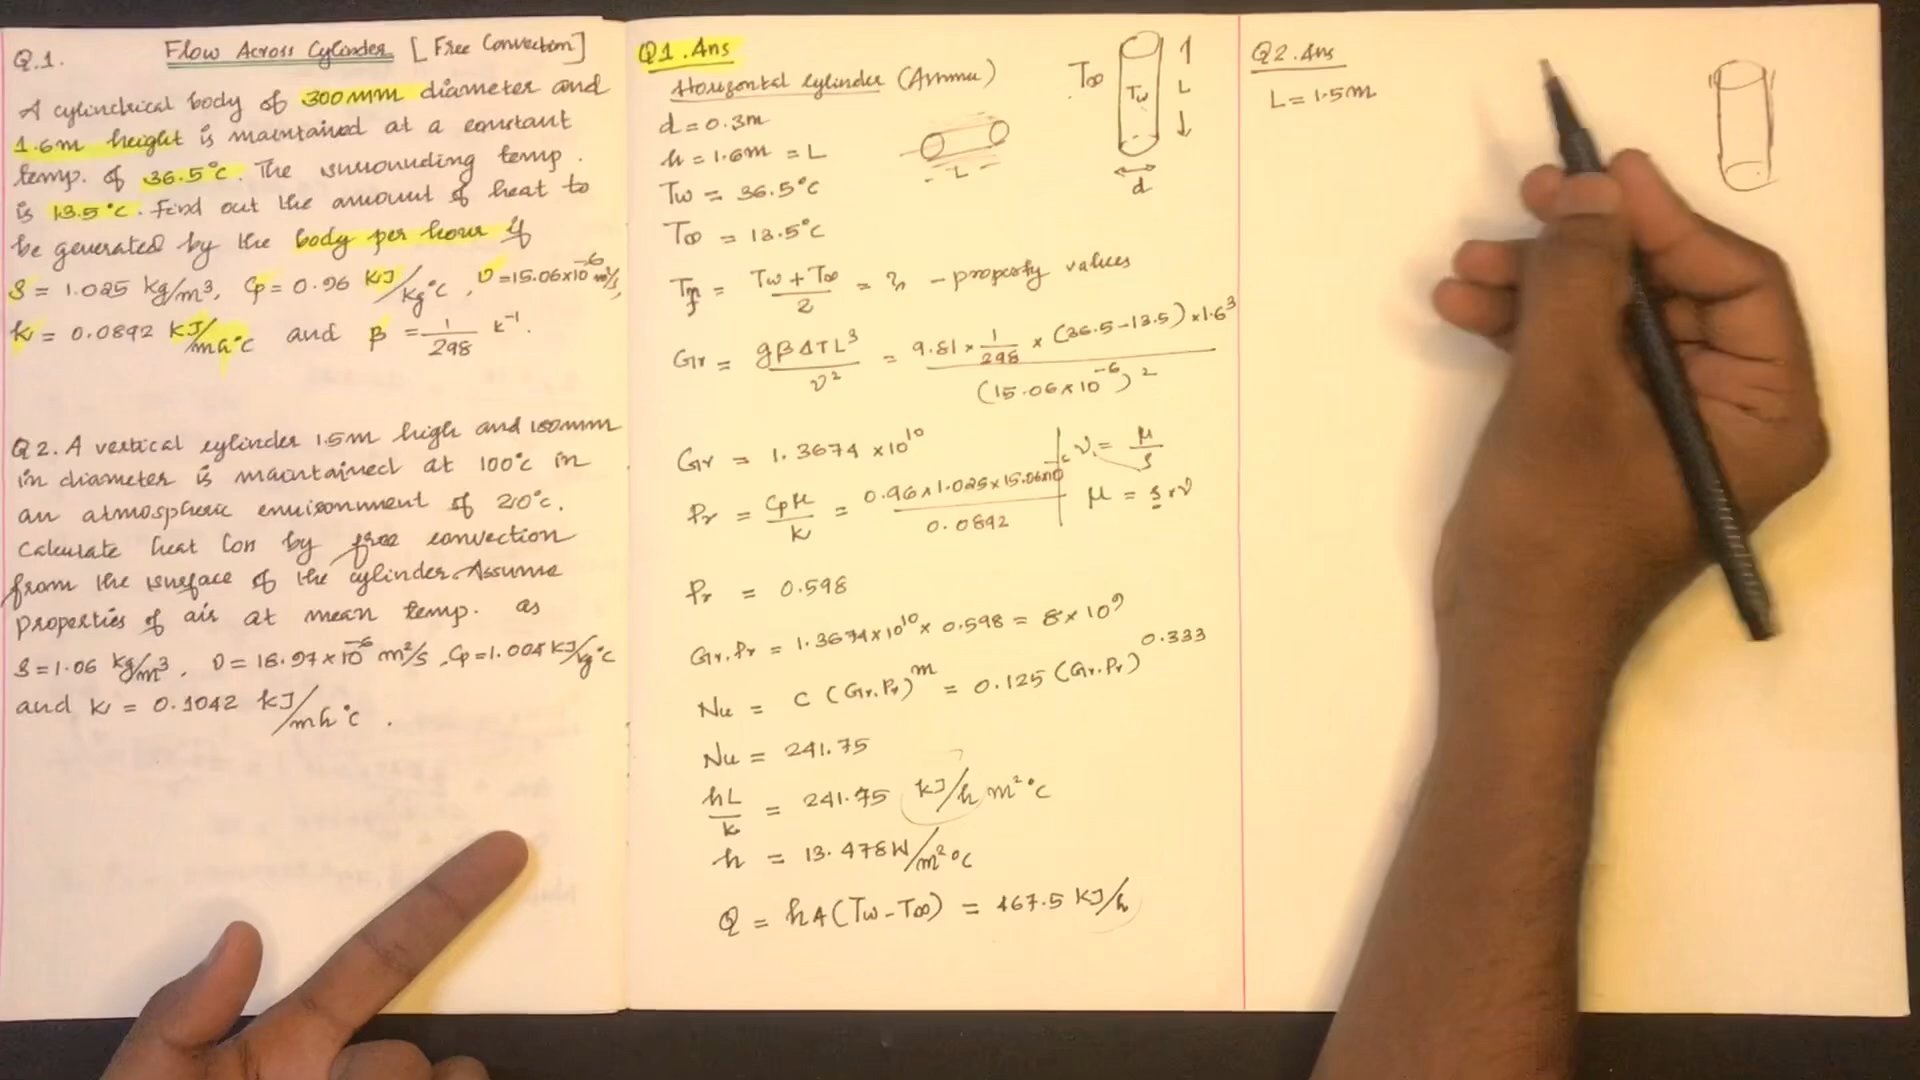 Q.1. Flow Across Cylinder [Free Convection]
A cylindrical body of 300mm diameter and
1.6m height is maintained at a constant
temp. of 36.5°C. The surrounding temp.
is 13.5°C. Find out the amount of heat to
be generated by the body per hour if
ρ = 1.025 kg/m³, Cp = 0.96 kJ/kg°C, ν = 15.06×10⁻⁶ m²/s,
k = 0.0892 kJ/mh°C and β = 1/298 K⁻¹.
Q2. A vertical cylinder 1.5m high and 180mm
in diameter is maintained at 100°C in
an atmospheric environment of 20°C.
Calculate heat loss by free convection
from the surface of the cylinder. Assume
properties of air at mean temp. as
ρ = 1.06 kg/m³, ν = 18.97×10⁻⁶ m²/s, Cp = 1.004 kJ/kg°C
and k = 0.1042 kJ/mh°C.
Q1. Ans
Horizontal cylinder (Assume)
d = 0.3m
h = 1.6m = L
Tw = 36.5°C
T∞ = 13.5°C
L
T∞
Tw
L
d
Tf = (Tw + T∞)/2 = ? - property values
Gr = gβΔTL³/ν² = 9.81 × 1/298 × (36.5-13.5) × 1.6³/(15.06×10⁻⁶)²
Gr = 1.3674 ×10¹⁰
ν = μ/ρ
Pr = Cpμ/k = 0.96×1.025×15.06×10⁻⁶/0.0892
μ = ρ×ν
Pr = 0.598
Gr.Pr = 1.3674×10¹⁰ × 0.598 = 8×10⁹
Nu = C (Gr.Pr)ᵐ = 0.125 (Gr.Pr)^0.333
Nu = 241.75
hL/k = 241.75 kJ/h m²°C
h = 13.478 W/m²°C
Q = hA(Tw-T∞) = 467.5 kJ/h
Q2. Ans
L = 1.5m